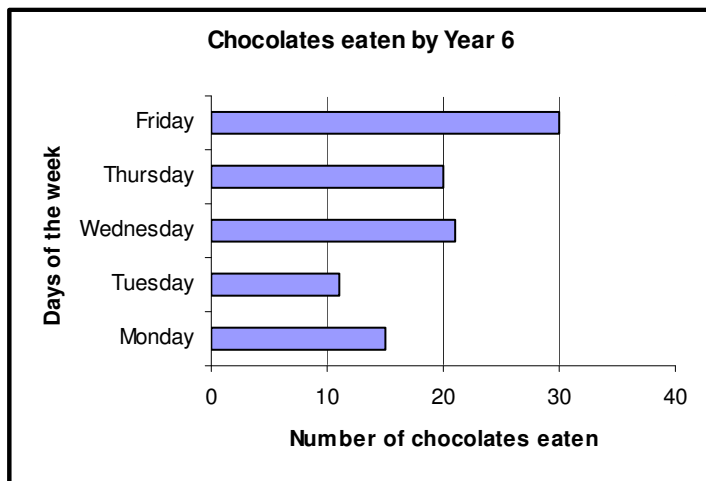 Chocolates eaten by Year 6
Days of the week
Friday
Thursday
Wednesday
Tuesday
Monday
0 10 20 30 40
Number of chocolates eaten